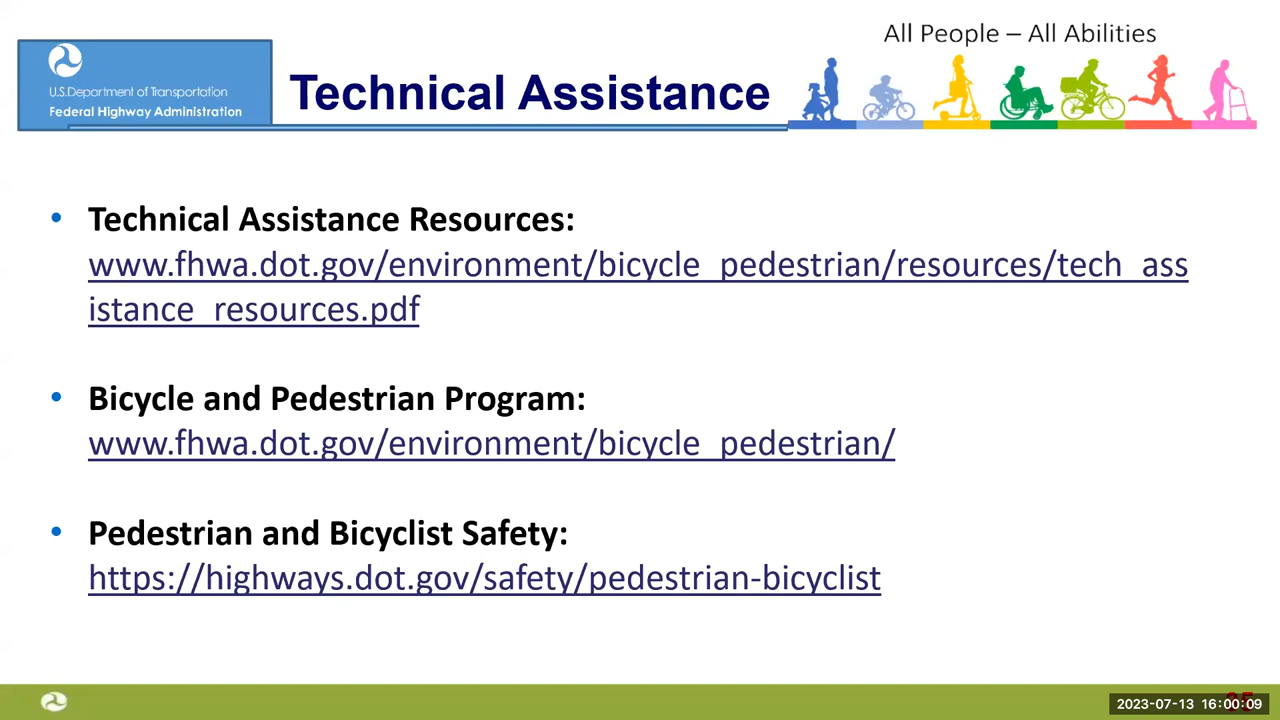 All People – All Abilities
U.S.Department of Transportation
Federal Highway Administration
Technical Assistance
• Technical Assistance Resources:
www.fhwa.dot.gov/environment/bicycle_pedestrian/resources/tech_ass
istance_resources.pdf
• Bicycle and Pedestrian Program:
www.fhwa.dot.gov/environment/bicycle_pedestrian/
• Pedestrian and Bicyclist Safety:
https://highways.dot.gov/safety/pedestrian-bicyclist
2023-07-13 16:00:09